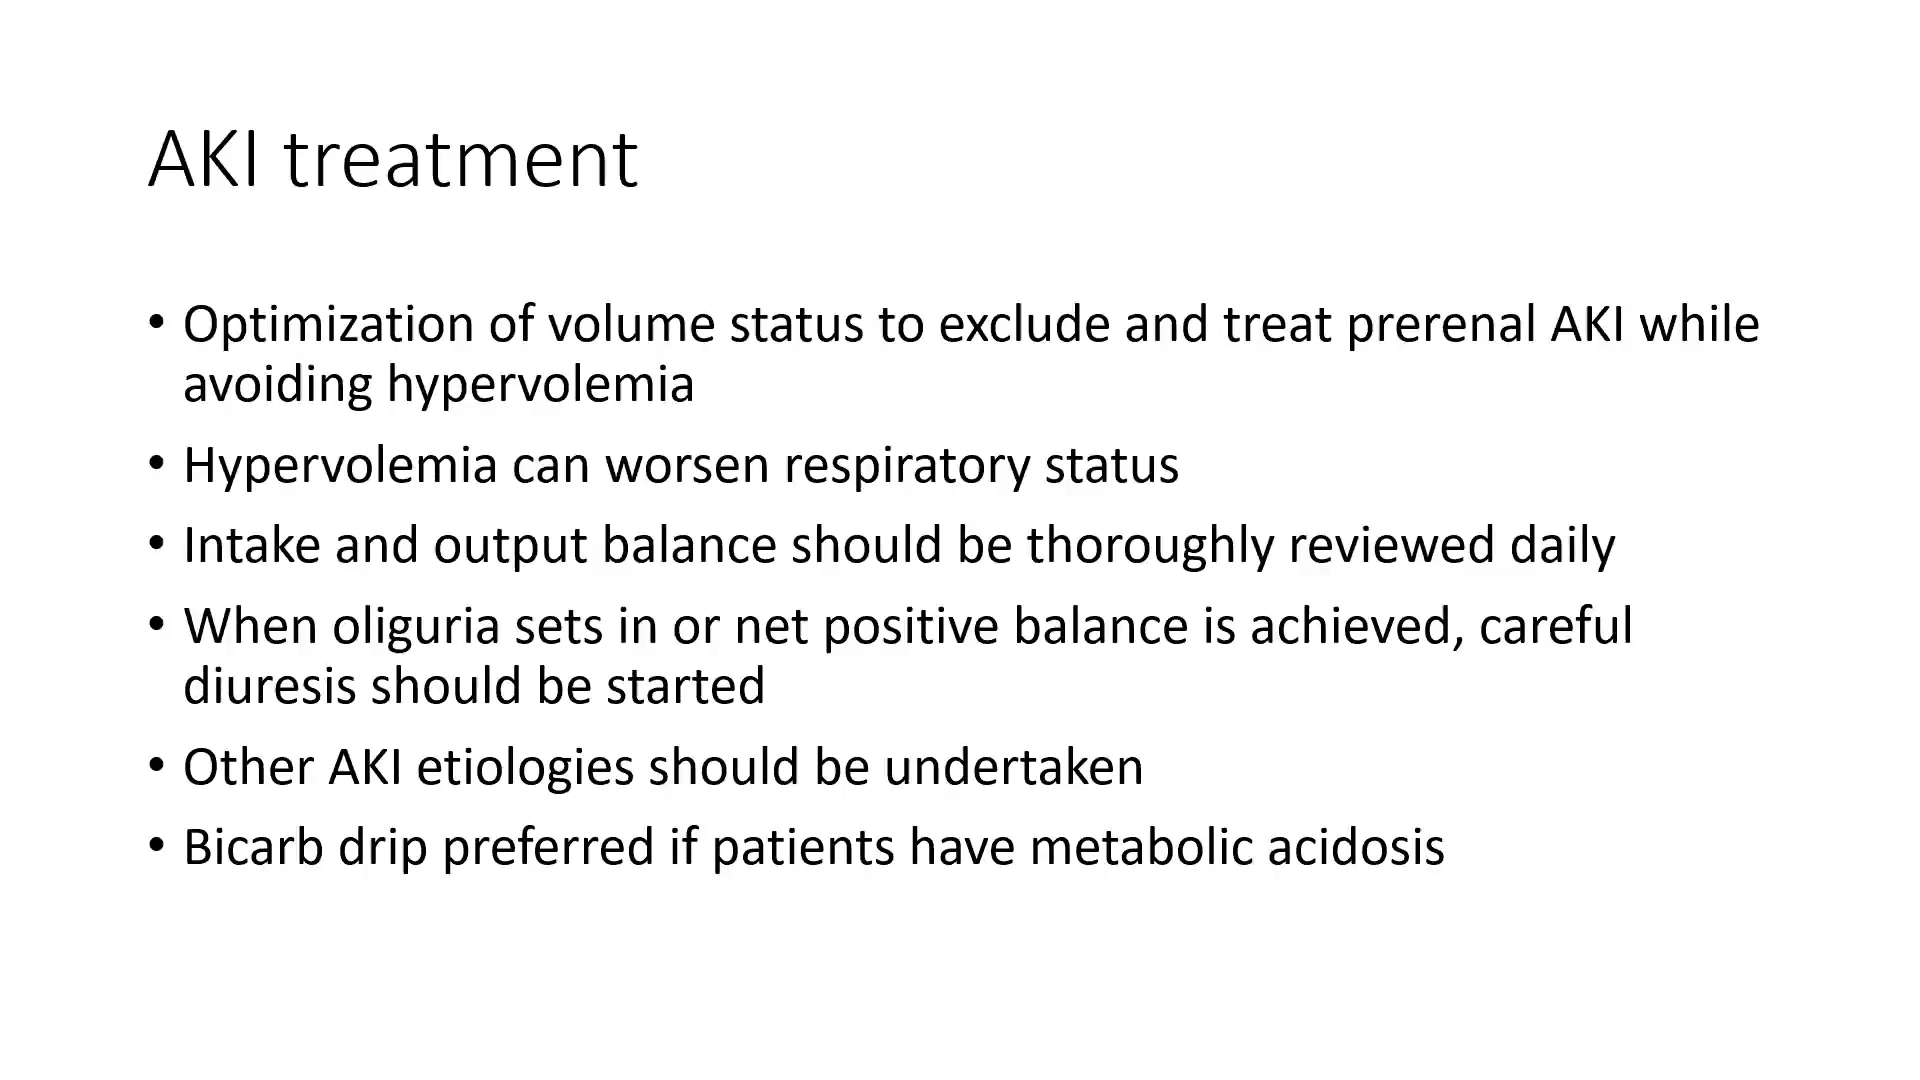 AKI treatment
• Optimization of volume status to exclude and treat prerenal AKI while
avoiding hypervolemia
• Hypervolemia can worsen respiratory status
• Intake and output balance should be thoroughly reviewed daily
• When oliguria sets in or net positive balance is achieved, careful
diuresis should be started
• Other AKI etiologies should be undertaken
• Bicarb drip preferred if patients have metabolic acidosis